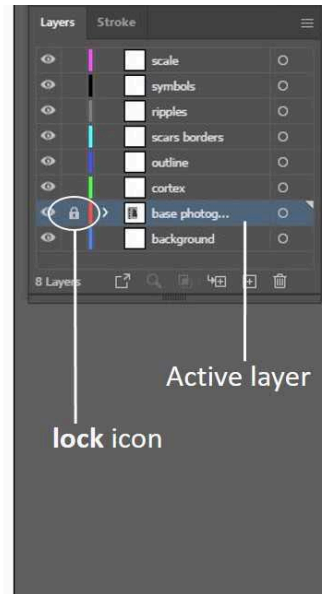 Layers Stroke
scale
symbols
ripples
scars borders
outline
cortex
base photog...
background
8 Layers
Active layer
lock icon